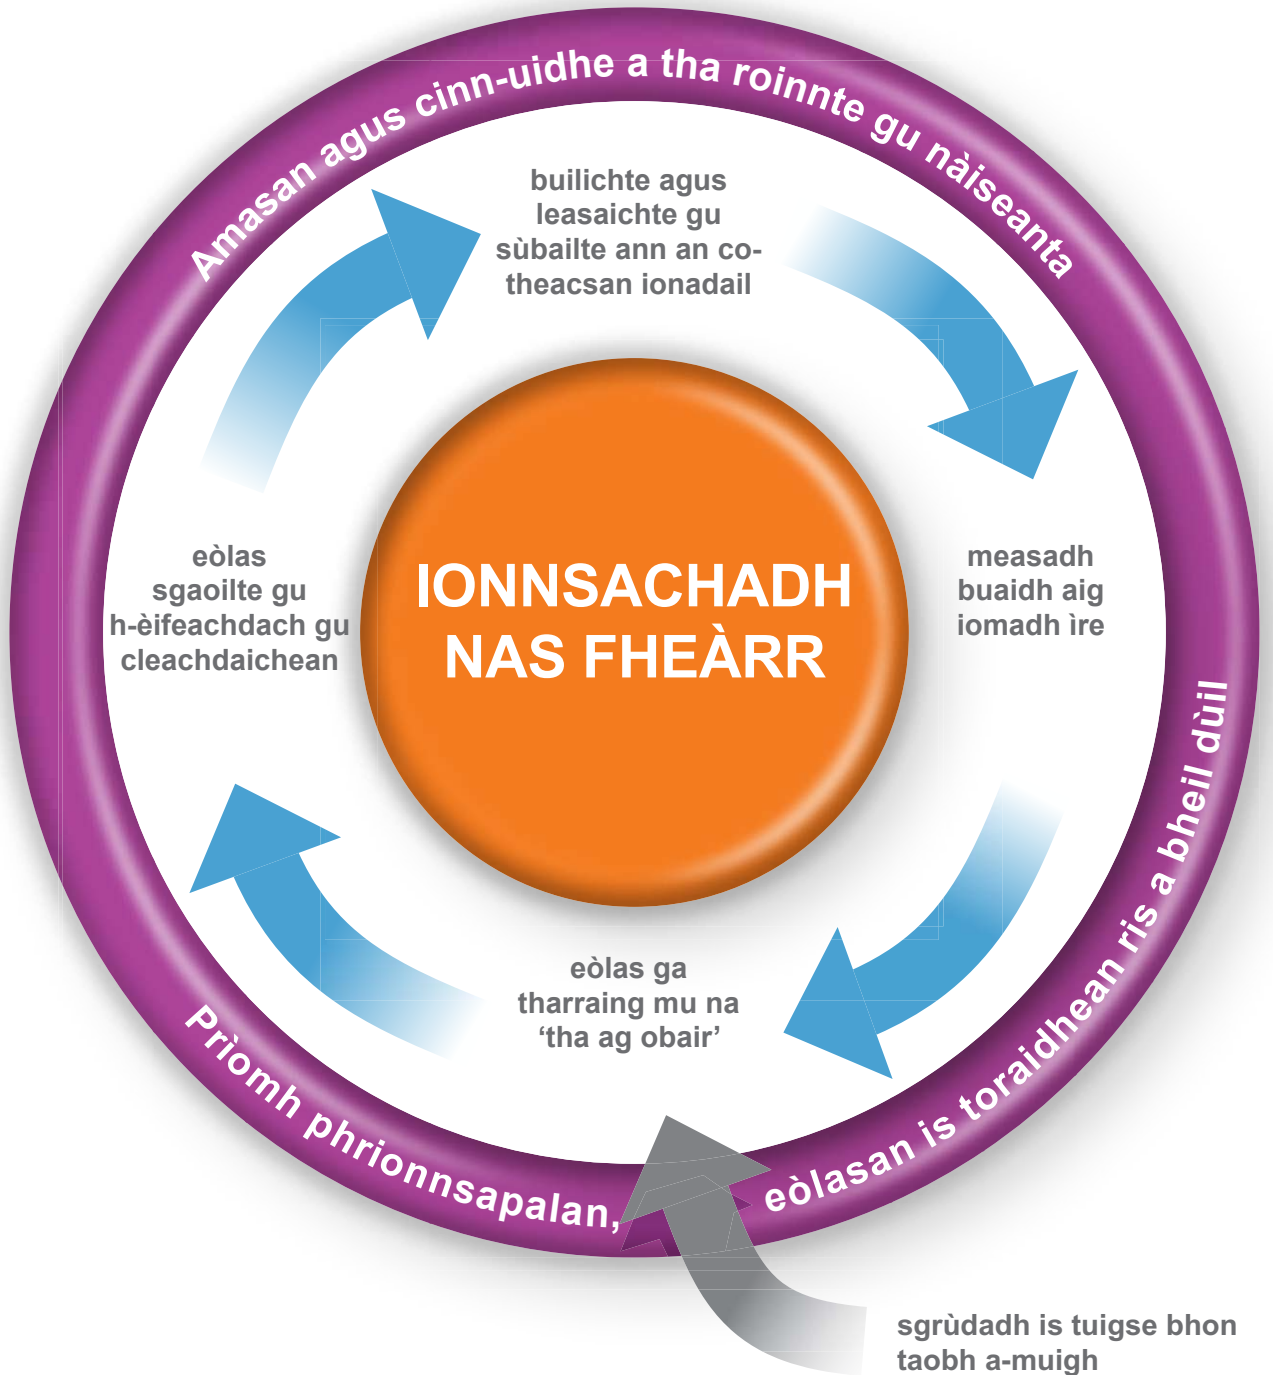 Amasan agus cinn-uidhe a tha roinnte gu nàiseanta
builichte agus
leasaichte gu
sùbailte ann an co-
theacsan ionadail
measadh
buaidh aig
iomadh ìre
eòlas
sgaoilte gu
h-èifeachdach gu
cleachdaichean
IONNSACHADH
NAS FHEÀRR
eòlas ga
tharraing mu na
‘tha ag obair’
Prìomh phrionnsapalan, eòlasan is toraidhean ris a bheil dùil
sgrùdadh is tuigse bhon
taobh a-muigh